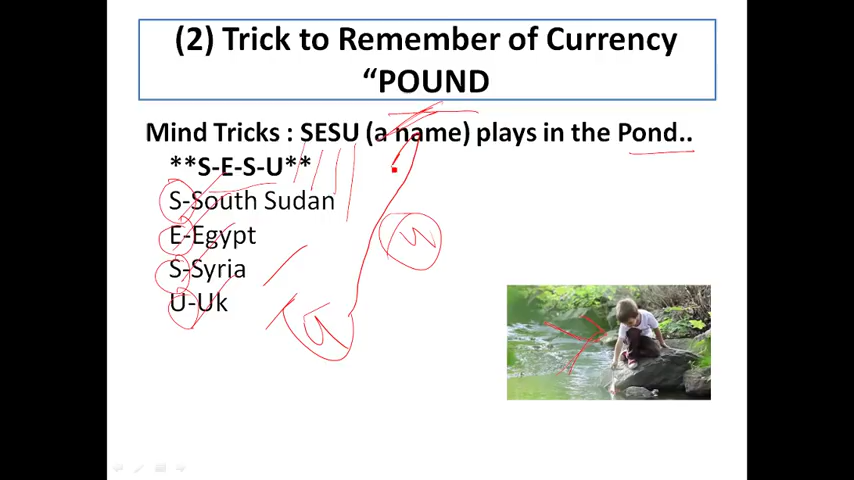 (2) Trick to Remember of Currency
“POUND
Mind Tricks : SESU (a name) plays in the Pond..
**S-E-S-U**
S-South Sudan
E-Egypt
S-Syria
U-Uk